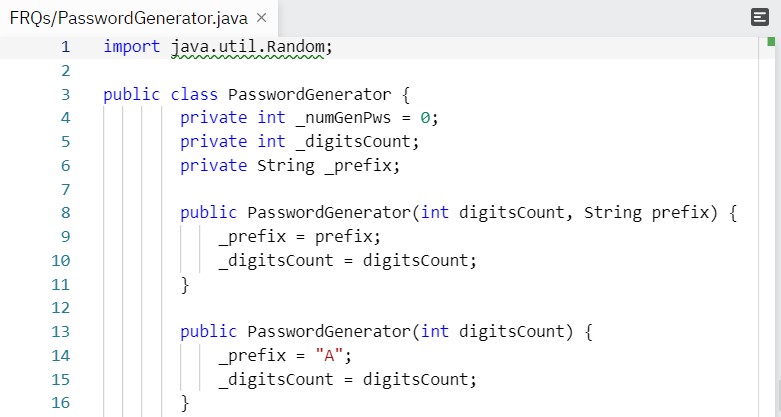 FRQs/PasswordGenerator.java ×
1 import java.util.Random;
2
3 public class PasswordGenerator {
4 private int _numGenPws = 0;
5 private int _digitsCount;
6 private String _prefix;
7
8 public PasswordGenerator(int digitsCount, String prefix) {
9 _prefix = prefix;
10 _digitsCount = digitsCount;
11 }
12
13 public PasswordGenerator(int digitsCount) {
14 _prefix = "A";
15 _digitsCount = digitsCount;
16 }